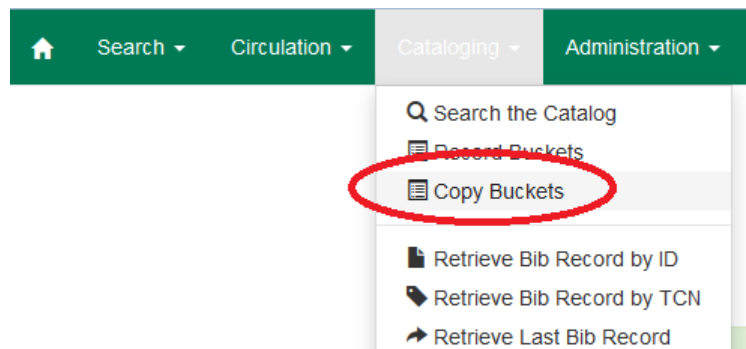 Search Circulation Cataloging Administration
Search the Catalog
Record Buckets
Copy Buckets
Retrieve Bib Record by ID
Retrieve Bib Record by TCN
Retrieve Last Bib Record